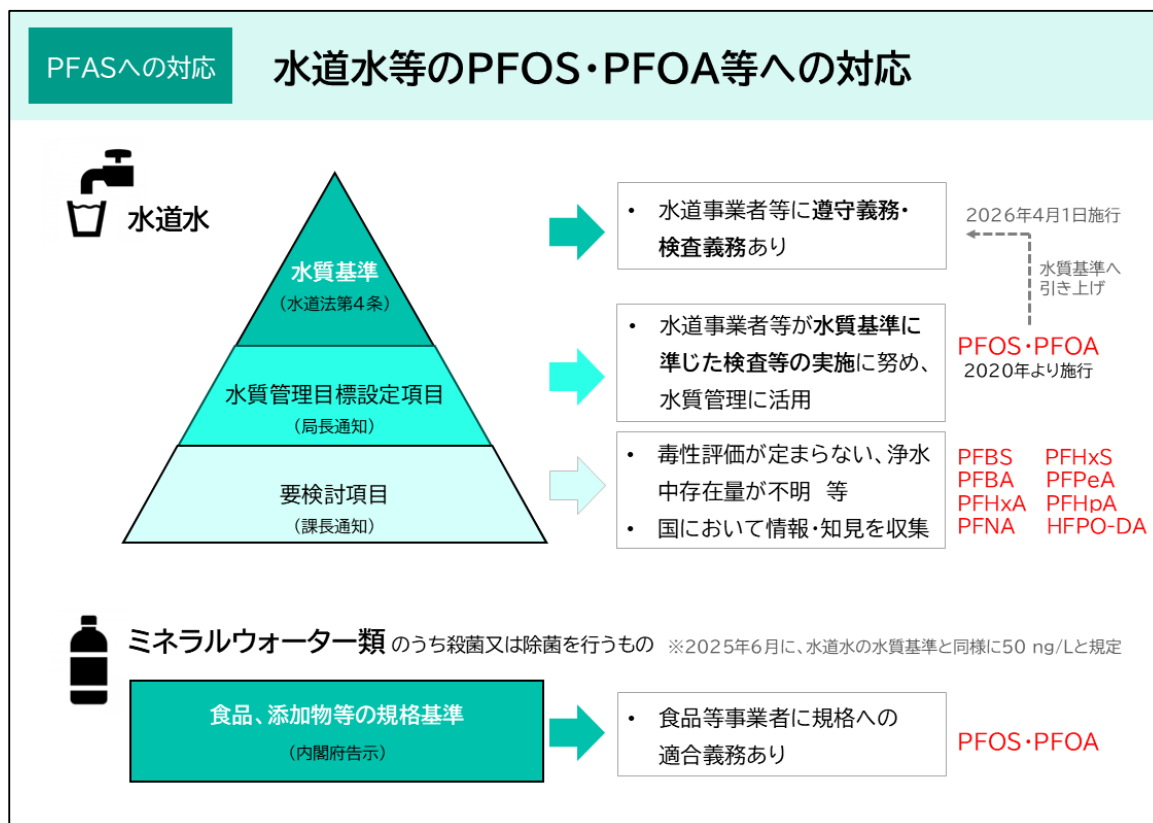 PFASへの対応
水道水等のPFOS・PFOA等への対応
水道水
水質基準
（水道法第4条）
水質管理目標設定項目
（局長通知）
要検討項目
（課長通知）
• 水道事業者等に遵守義務・
検査義務あり
• 水道事業者等が水質基準に
準じた検査等の実施に努め、
水質管理に活用
• 毒性評価が定まらない、浄水
中存在量が不明 等
• 国において情報・知見を収集
2026年4月1日施行
水質基準へ
引き上げ
PFOS・PFOA
2020年より施行
PFBS PFHxS
PFBA PFPeA
PFHxA PFHpA
PFNA HFPO-DA
ミネラルウォーター類 のうち殺菌又は除菌を行うもの ※2025年6月に、水道水の水質基準と同様に50 ng/Lと規定
食品、添加物等の規格基準
（内閣府告示）
• 食品等事業者に規格への
適合義務あり
PFOS・PFOA